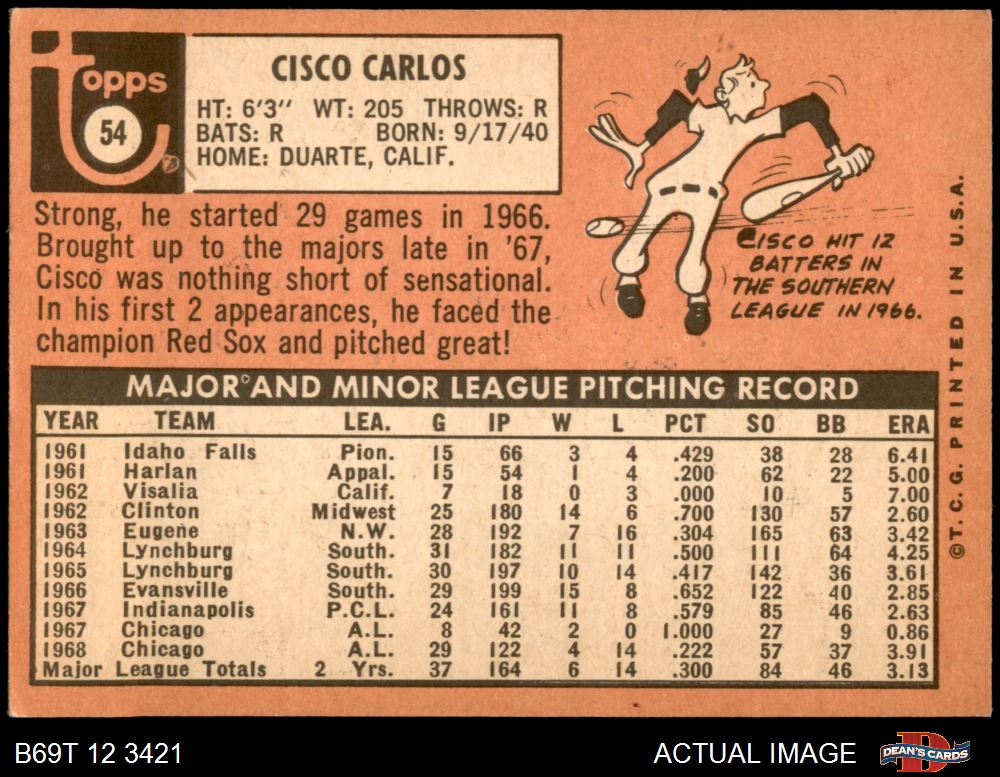 topps
54
CISCO CARLOS
HT: 6'3" WT: 205 THROWS: R
BATS: R BORN: 9/17/40
HOME: DUARTE, CALIF.
Strong, he started 29 games in 1966.
Brought up to the majors late in '67,
Cisco was nothing short of sensational.
In his first 2 appearances, he faced the
champion Red Sox and pitched great!
CISCO HIT 12
BATTERS IN
THE SOUTHERN
LEAGUE IN 1966.
©T. C. G. PRINTED IN U.S.A.
MAJOR AND MINOR LEAGUE PITCHING RECORD
YEAR TEAM LEA. G IP W L PCT SO BB ERA
1961 Idaho Falls Pion. 15 66 3 4 .429 38 28 6.41
1961 Harlan Appal. 15 54 1 4 .200 62 22 5.00
1962 Visalia Calif. 7 18 0 3 .000 10 5 7.00
1962 Clinton Midwest 25 180 14 6 .700 130 57 2.60
1963 Eugene N.W. 28 192 7 16 .304 165 63 3.42
1964 Lynchburg South. 31 182 11 11 .500 111 64 4.25
1965 Lynchburg South. 30 197 10 14 .417 142 36 3.61
1966 Evansville South. 29 199 15 8 .652 122 40 2.85
1967 Indianapolis P.C.L. 24 161 11 8 .579 85 46 2.63
1967 Chicago A.L. 8 42 2 0 1.000 27 9 0.86
1968 Chicago A.L. 29 122 4 14 .222 57 37 3.91
Major League Totals 2 Yrs. 37 164 6 14 .300 84 46 3.13
B69T 12 3421 ACTUAL IMAGE
DEAN'S CARDS